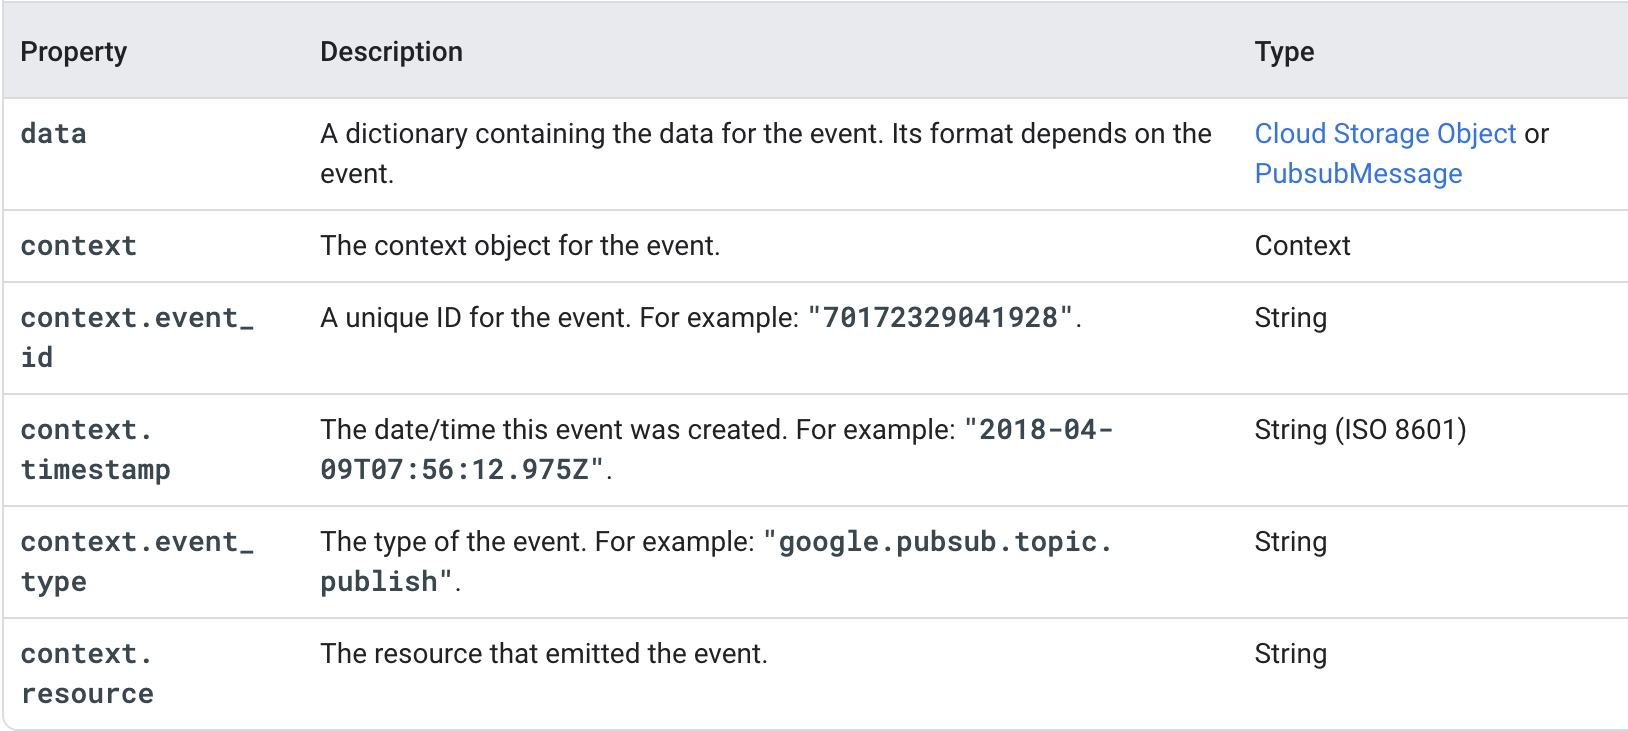 Property Description Type
data A dictionary containing the data for the event. Its format depends on the Cloud Storage Object or
event. PubsubMessage
context The context object for the event. Context
context.event_ A unique ID for the event. For example: "70172329041928". String
id
context. The date/time this event was created. For example: "2018-04- String (ISO 8601)
timestamp 09T07:56:12.975Z".
context.event_ The type of the event. For example: "google.pubsub.topic. String
type publish".
context. The resource that emitted the event. String
resource